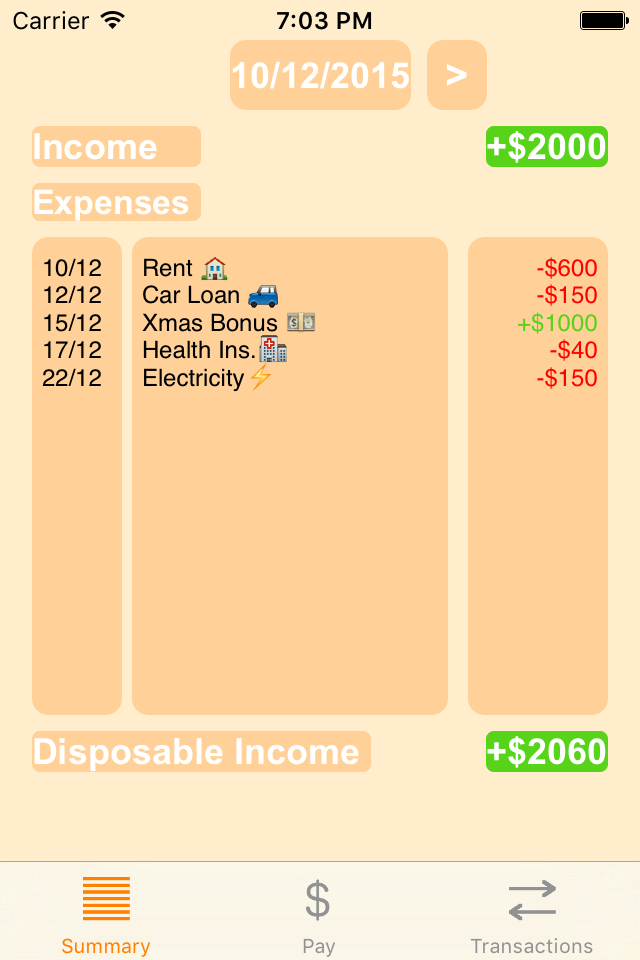 Carrier 7:03 PM
10/12/2015 >
Income +$2000
Expenses
10/12 Rent 🏠 -$600
12/12 Car Loan 🚙 -$150
15/12 Xmas Bonus 💵 +$1000
17/12 Health Ins.🏥 -$40
22/12 Electricity⚡ -$150
Disposable Income +$2060
$
Summary Pay Transactions